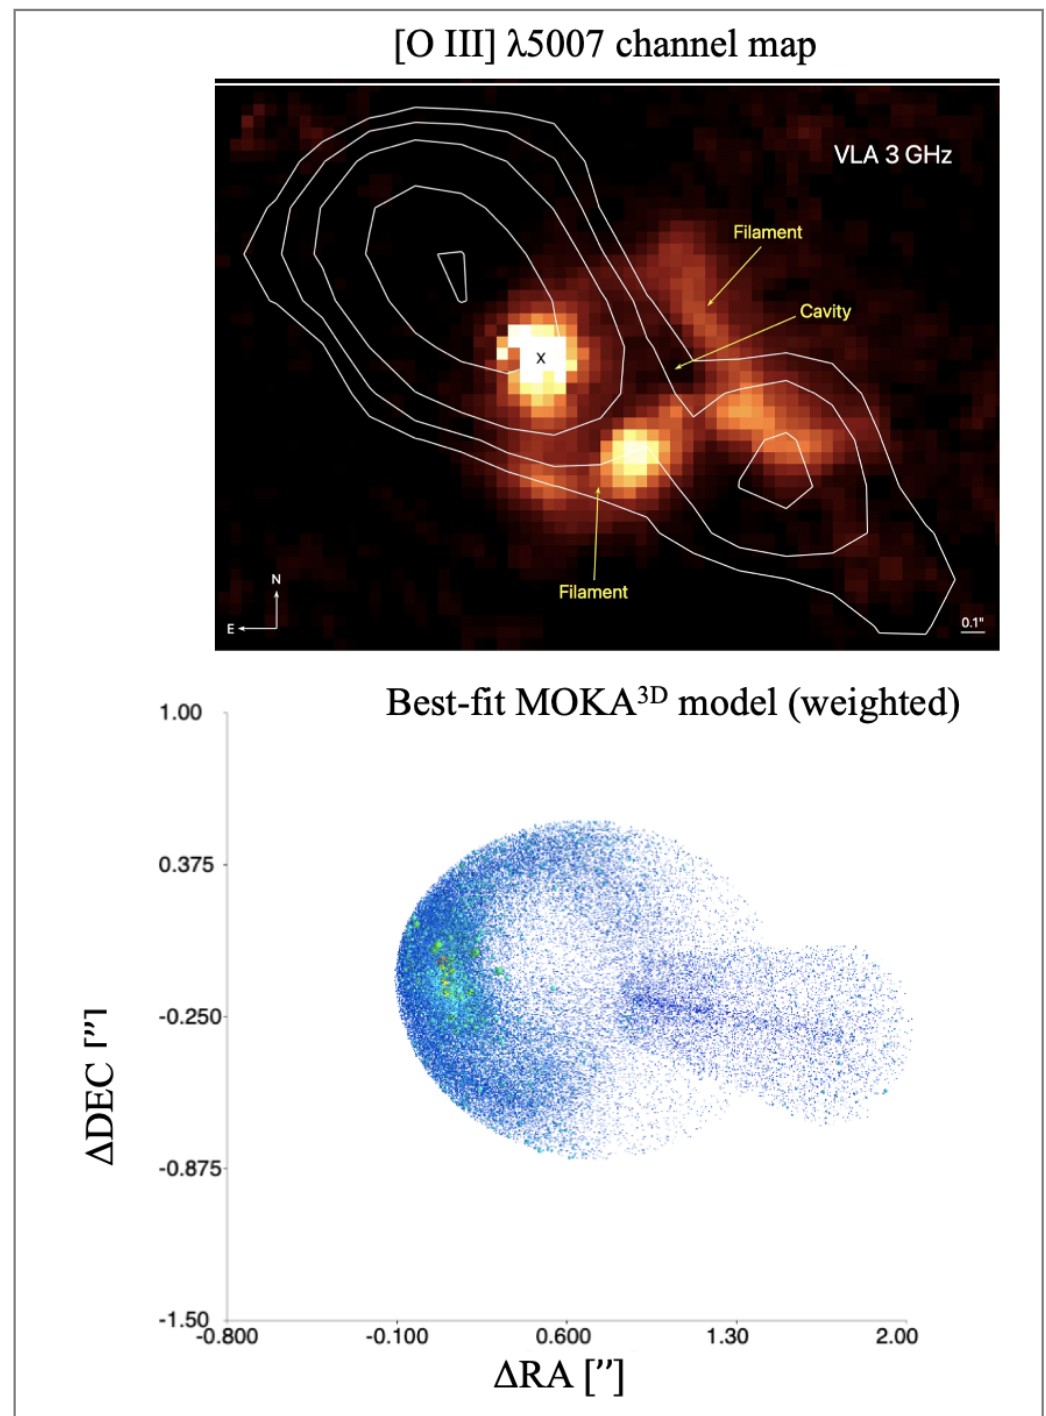 [O III] λ5007 channel map
VLA 3 GHz
Filament
Cavity
x
Filament
N
E
0.1"
Best-fit MOKA³ᴰ model (weighted)
1.00
0.375
-0.250
-0.875
-1.50
ΔDEC [”]
-0.800 -0.100 0.600 1.30 2.00
ΔRA [”]